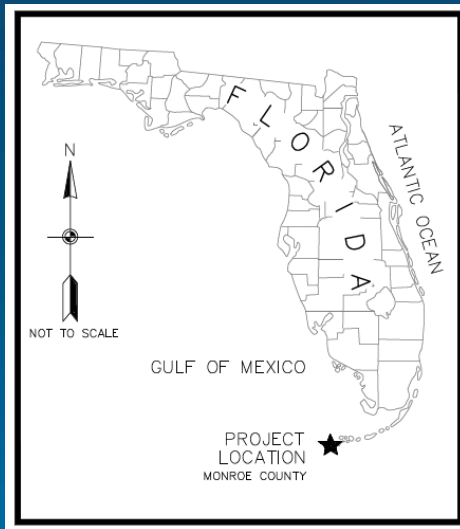 FLORIDA
ATLANTIC OCEAN
N
NOT TO SCALE
GULF OF MEXICO
PROJECT
LOCATION
MONROE COUNTY